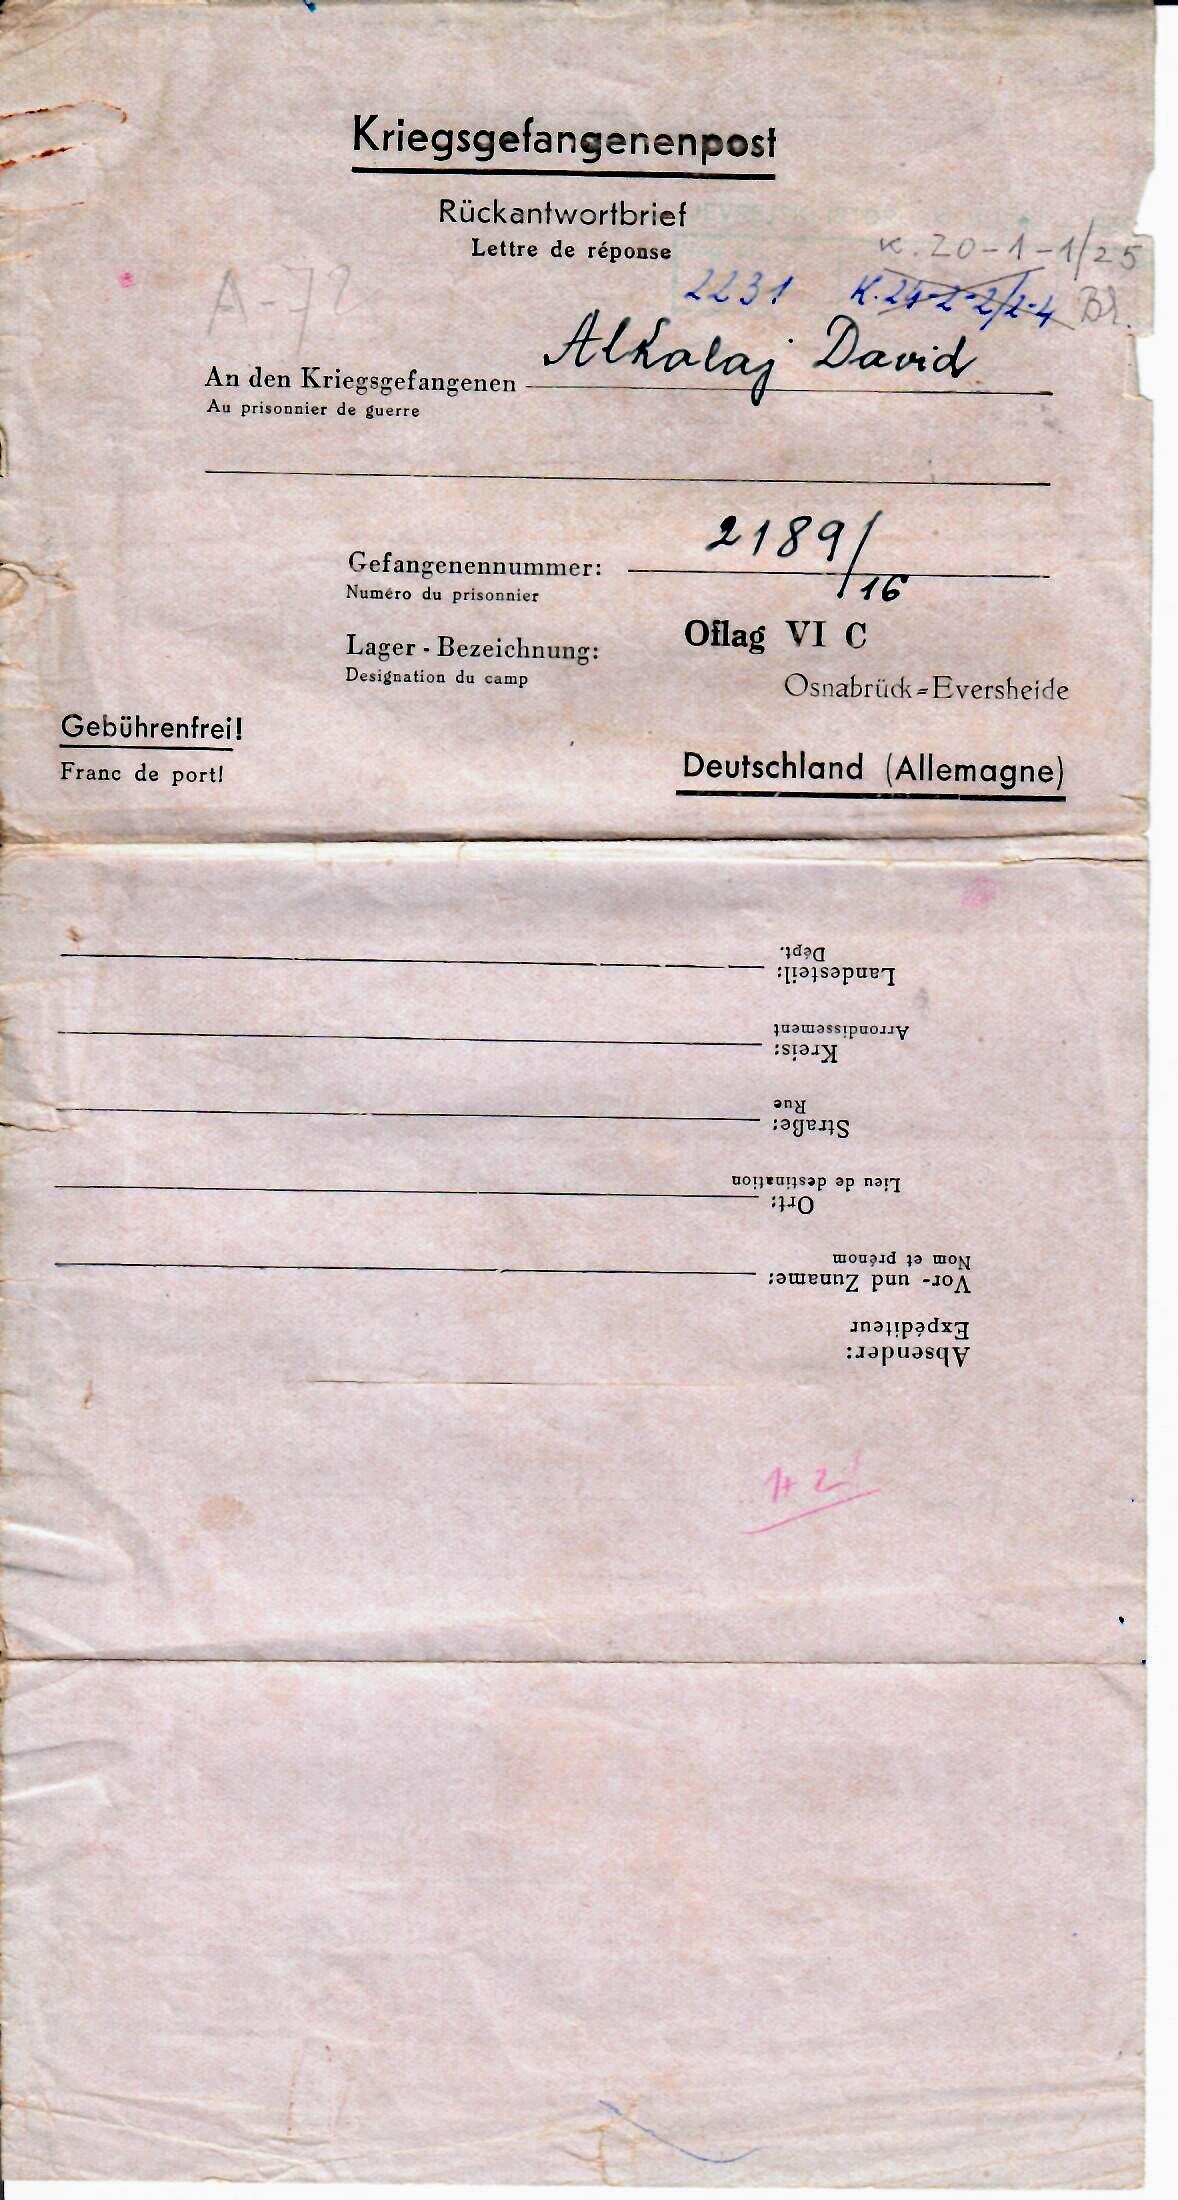 Kriegsgefangenenpost
Rückantwortbrief
Lettre de réponse
K. 20-1-1/25
2231 K. 24-2-2/2-4 Br.
A-72
An den Kriegsgefangenen Alkalaj David
Au prisonnier de guerre
Gefangenennummer: 2189/16
Numéro du prisonnier
Lager - Bezeichnung: Oflag VI C
Designation du camp
Osnabrück=Eversheide
Gebührenfrei!
Franc de port!
Deutschland (Allemagne)
Absender:
Expéditeur
Vor- und Zuname:
Nom et prénom
Ort:
Lieu de destination
Straße:
Rue
Kreis:
Arrondissement
Landesteil:
Dépt.